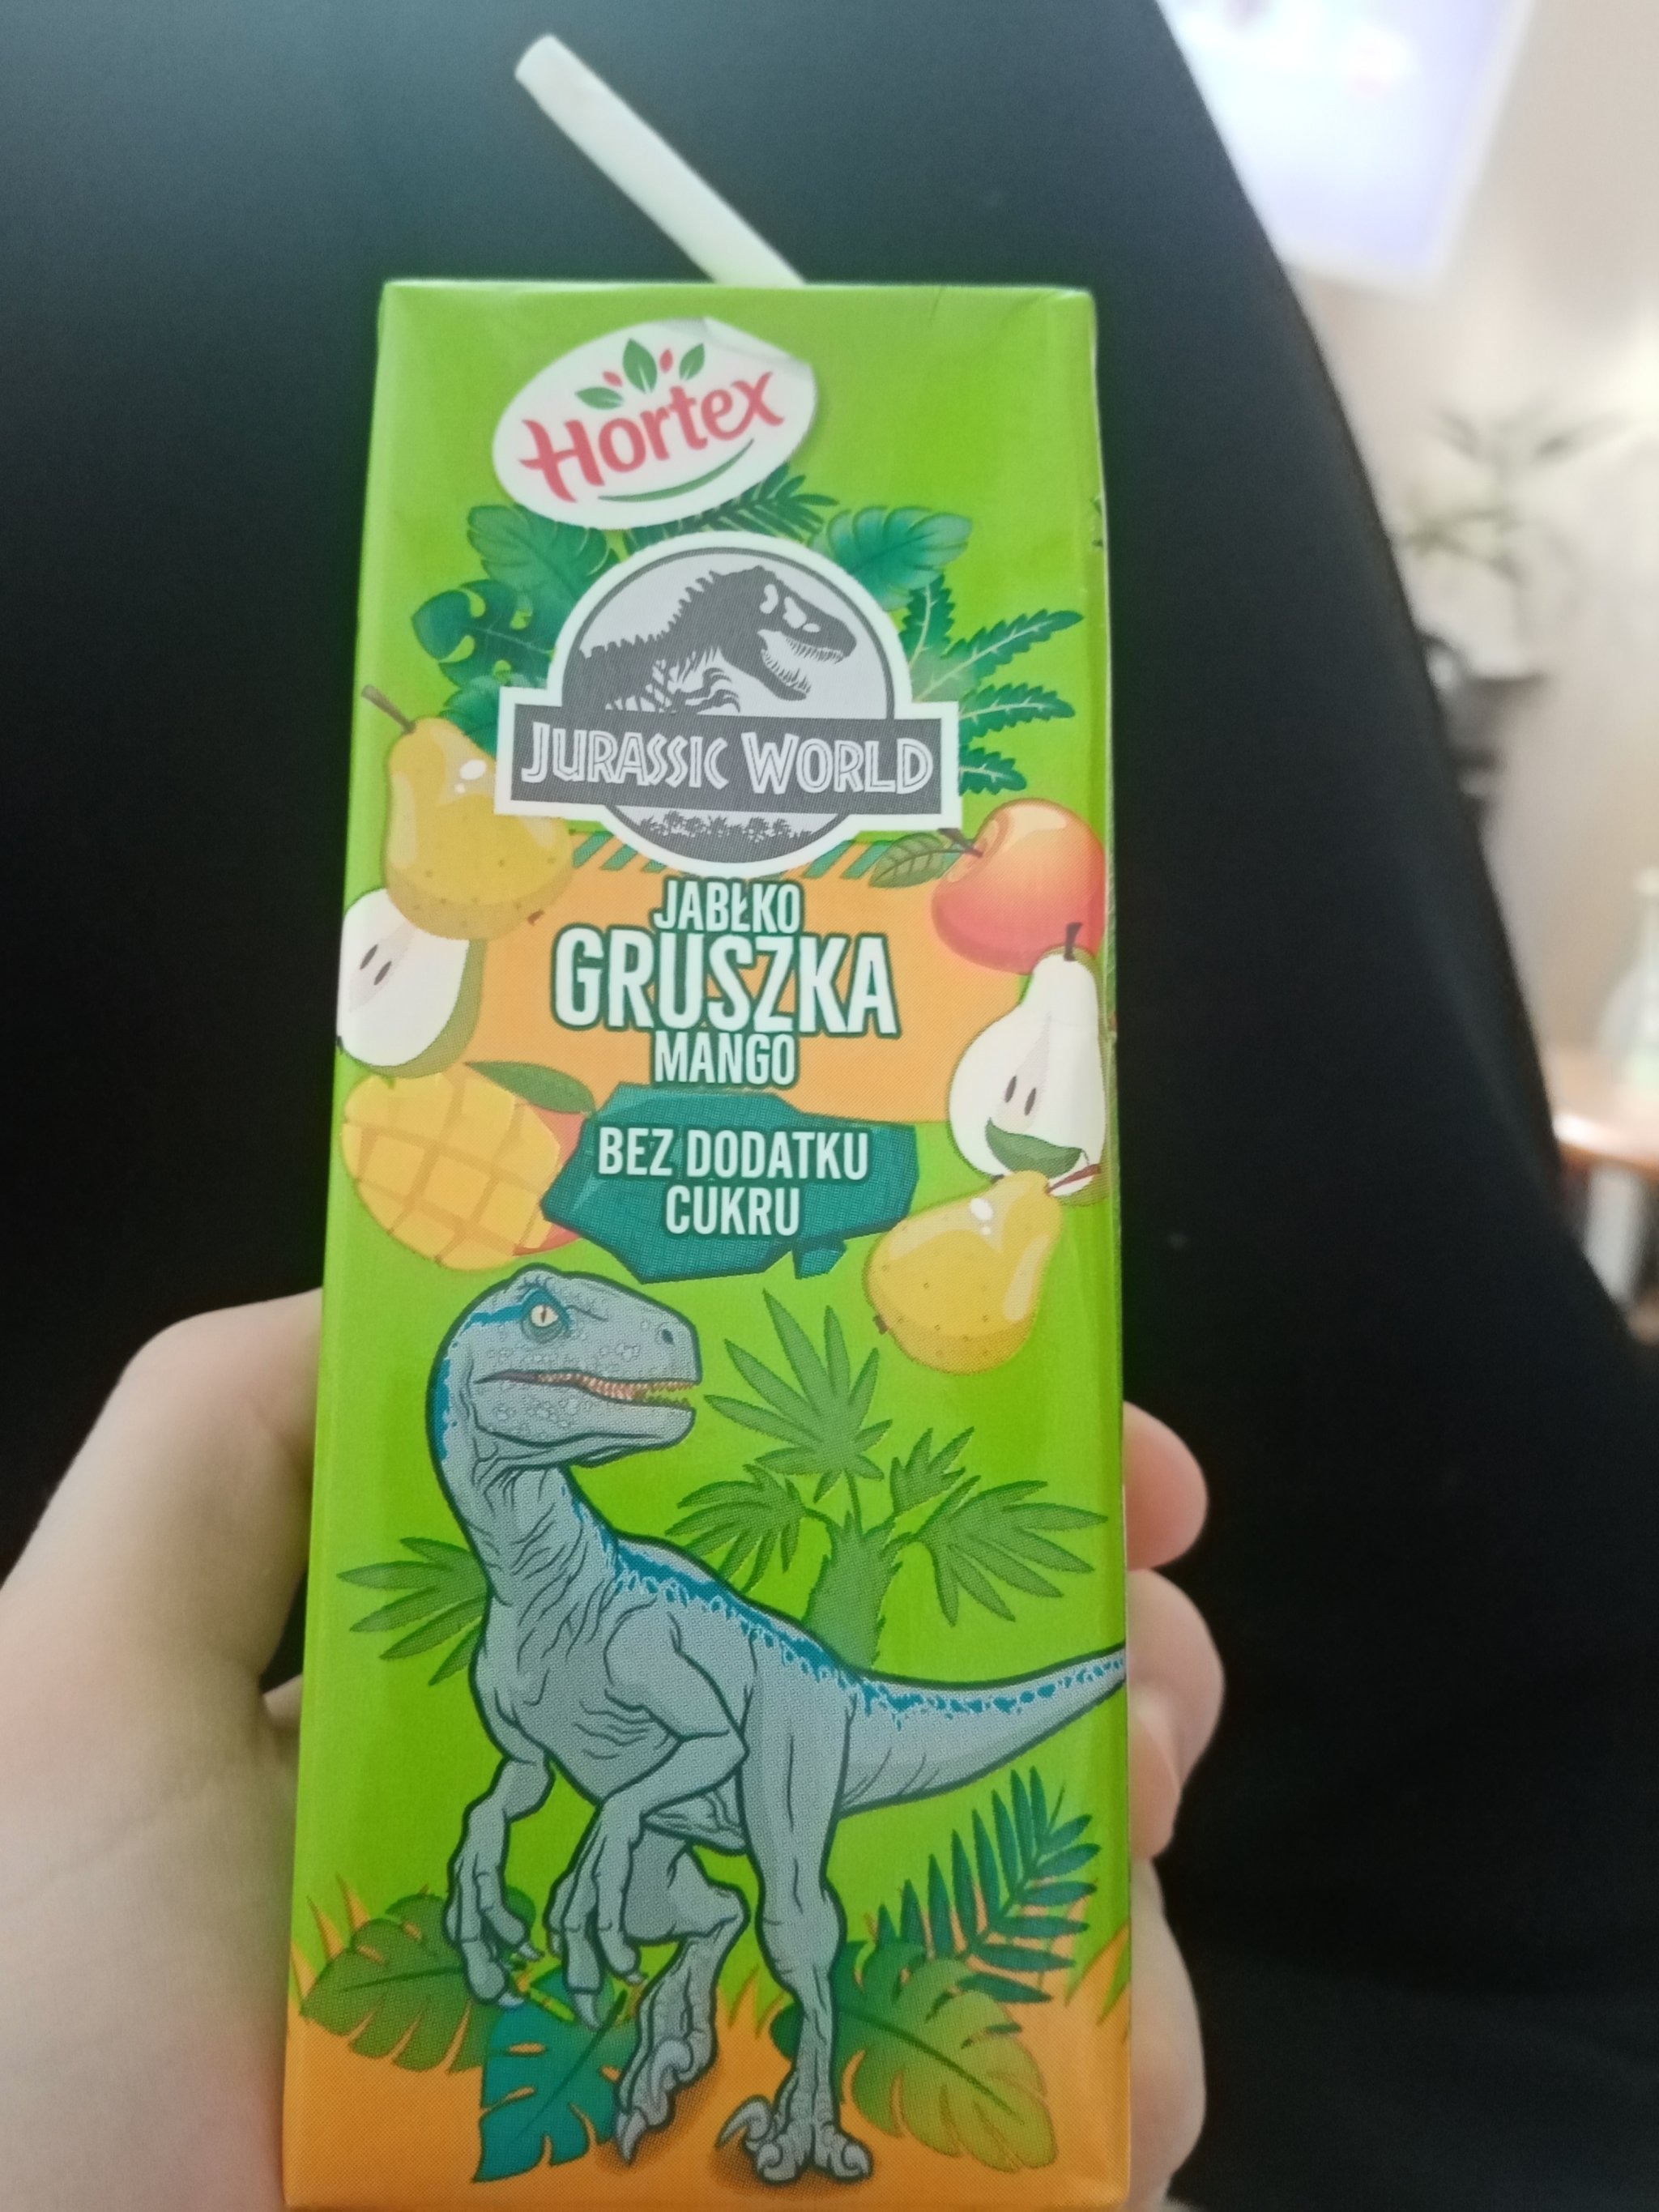 Hortex
JURASSIC WORLD
JABŁKO
GRUSZKA
MANGO
BEZ DODATKU
CUKRU